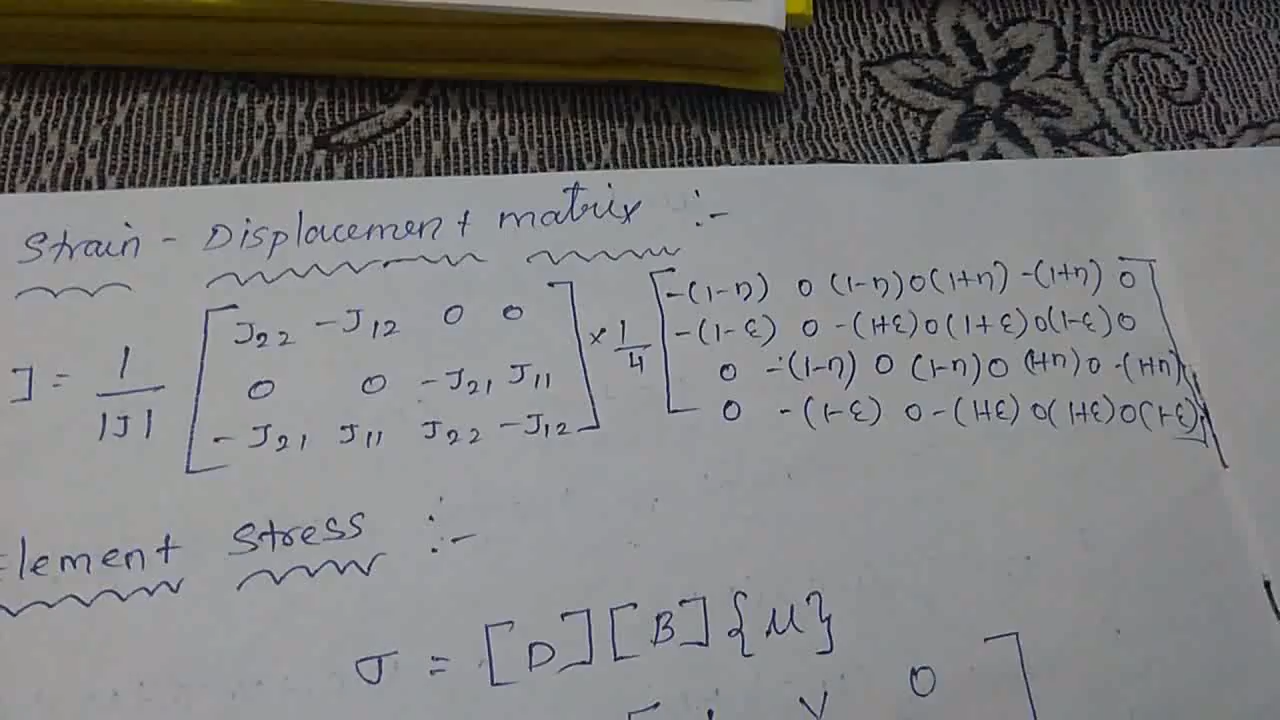 Strain - Displacement matrix :-
] = 1/|J| [ J22 -J12 0 0 ] × 1/4 [ -(1-η) 0 (1-η) 0 (1+η) -(1+η) 0
0 0 -J21 J11 -(1-ε) 0 -(1+ε) 0 (1+ε) 0 (1-ε) 0
-J21 J11 J22 -J12 0 -(1-η) 0 (1-η) 0 (1+η) 0 -(1+η)
0 -(1-ε) 0 -(1+ε) 0 (1+ε) 0 (1-ε) ]
Element Stress :-
σ = [D] [B] {u}
ν 0